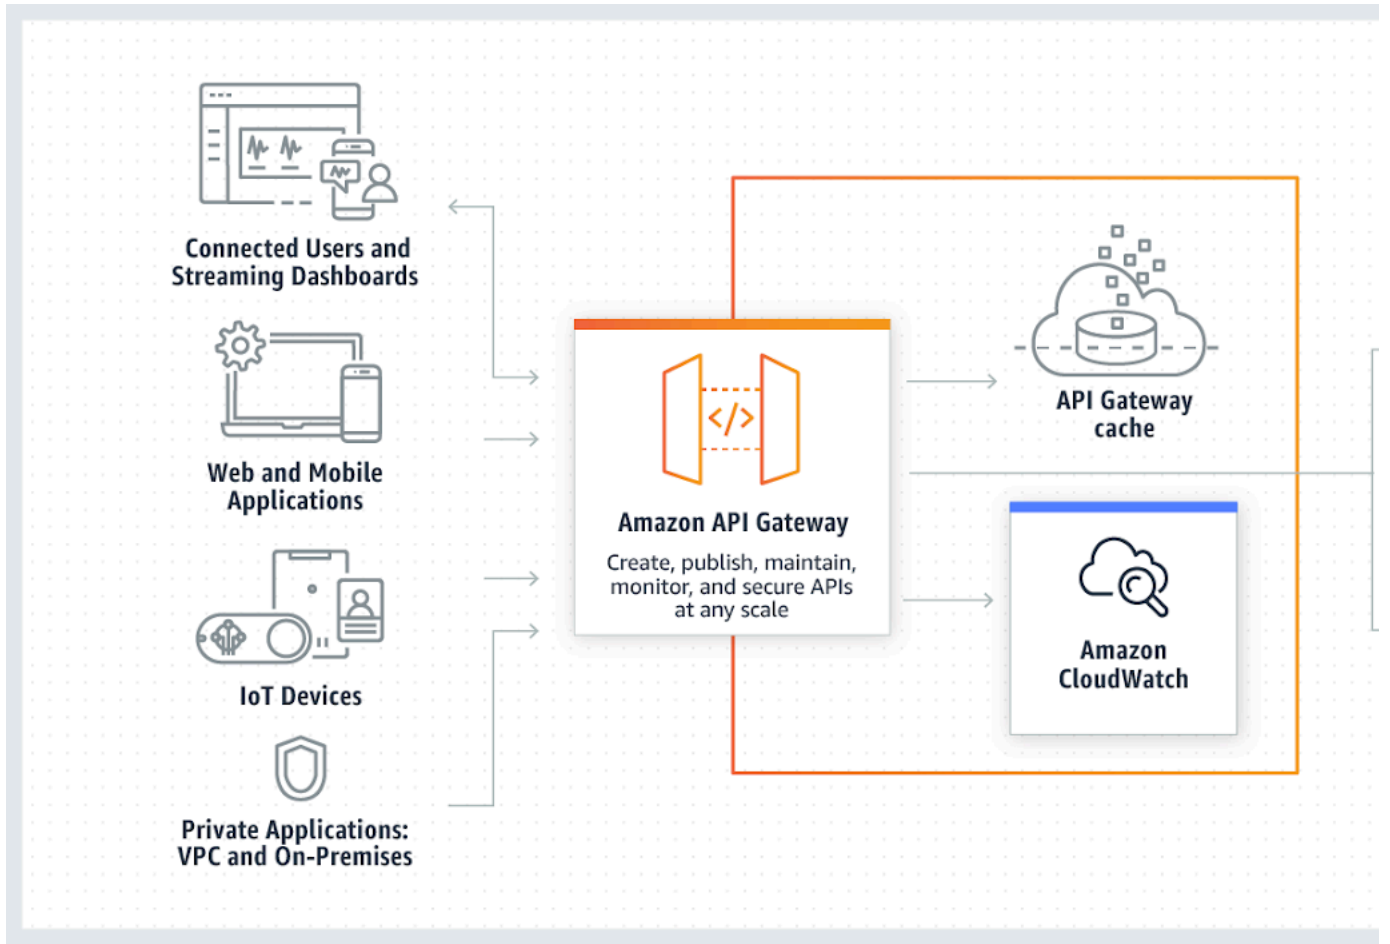 Connected Users and
Streaming Dashboards
Web and Mobile
Applications
IoT Devices
Private Applications:
VPC and On-Premises
</>
Amazon API Gateway
Create, publish, maintain,
monitor, and secure APIs
at any scale
API Gateway
cache
Amazon
CloudWatch